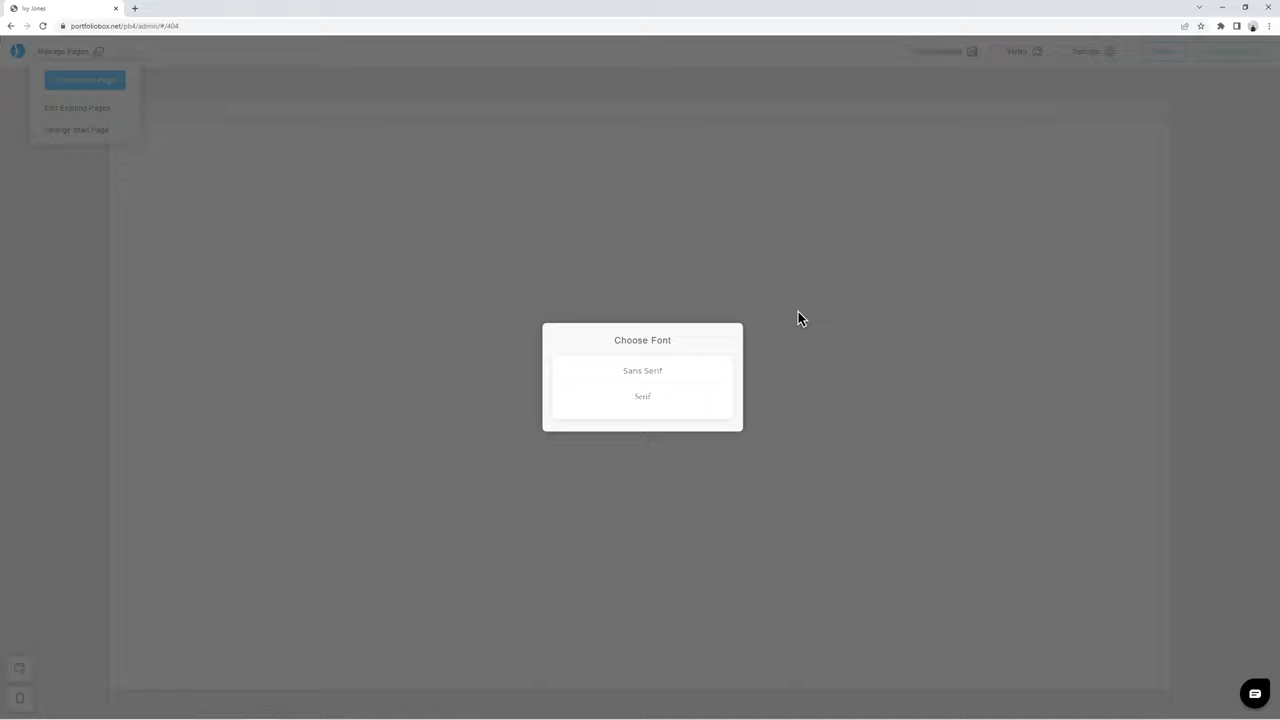 Ivy Jones
portfoliobox.net/pb4/admin/#/404
Manage Pages
Styles
Settings
Edit Existing Pages
Change Start Page
Choose Font
Sans Serif
Serif